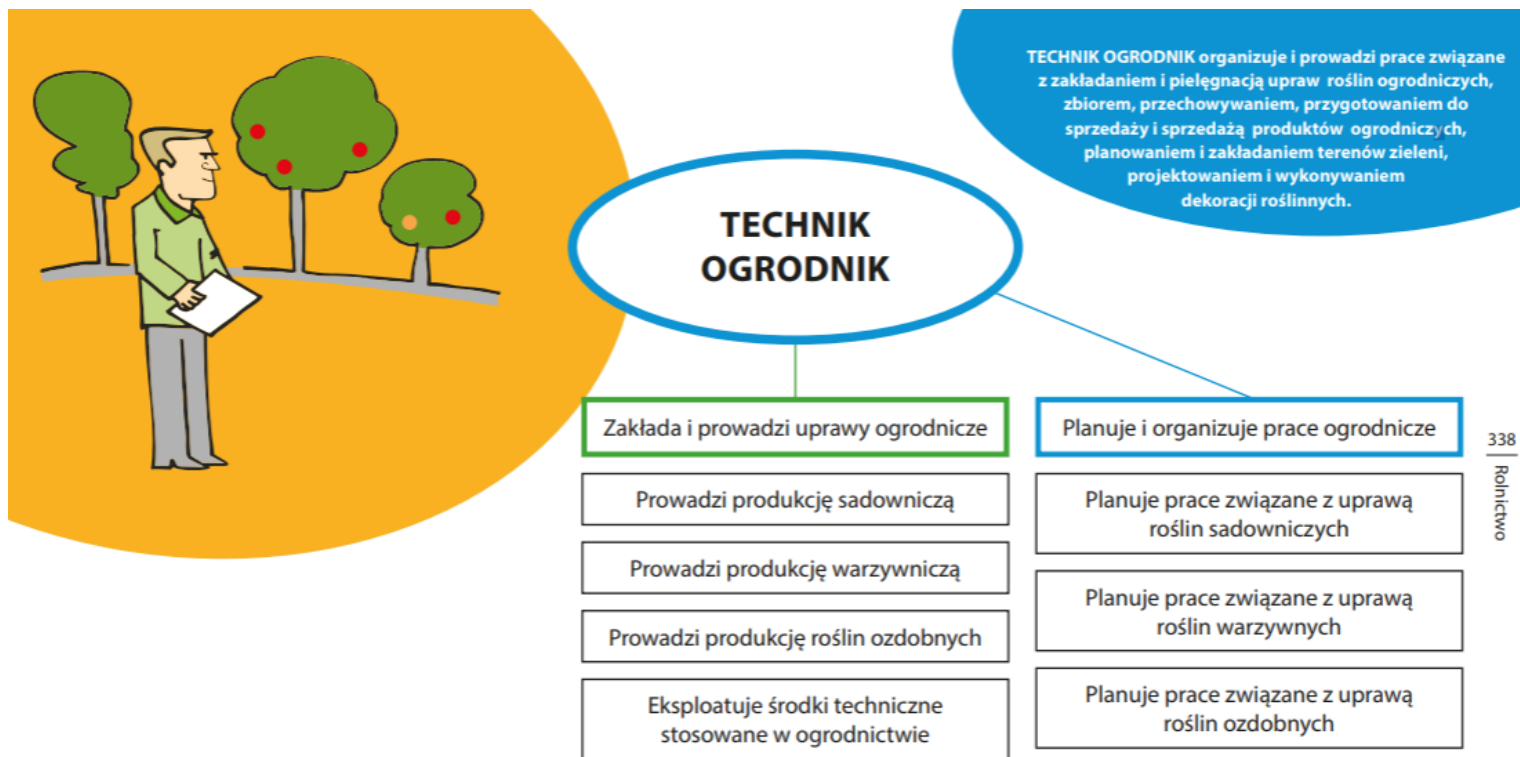 TECHNIK OGRODNIK organizuje i prowadzi prace związane
z zakładaniem i pielęgnacją upraw roślin ogrodniczych,
zbiorem, przechowywaniem, przygotowaniem do
sprzedaży i sprzedażą produktów ogrodniczych,
planowaniem i zakładaniem terenów zieleni,
projektowaniem i wykonywaniem
dekoracji roślinnych.
TECHNIK
OGRODNIK
Zakłada i prowadzi uprawy ogrodnicze
Prowadzi produkcję sadowniczą
Prowadzi produkcję warzywniczą
Prowadzi produkcję roślin ozdobnych
Eksploatuje środki techniczne
stosowane w ogrodnictwie
Planuje i organizuje prace ogrodnicze
Planuje prace związane z uprawą
roślin sadowniczych
Planuje prace związane z uprawą
roślin warzywnych
Planuje prace związane z uprawą
roślin ozdobnych
338
Rolnictwo